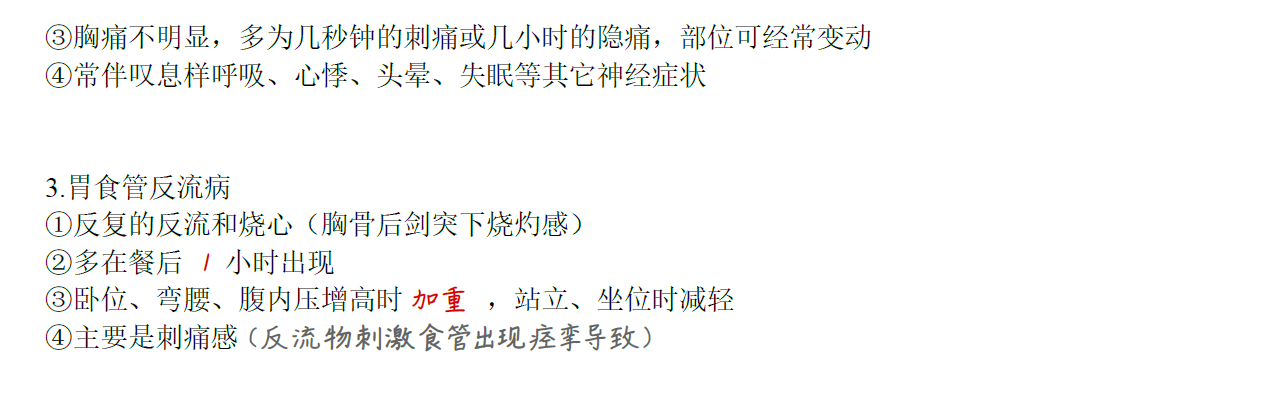 ③胸痛不明显，多为几秒钟的刺痛或几小时的隐痛，部位可经常变动
④常伴叹息样呼吸、心悸、头晕、失眠等其它神经症状
3.胃食管反流病
①反复的反流和烧心（胸骨后剑突下烧灼感）
②多在餐后 1 小时出现
③卧位、弯腰、腹内压增高时 加重 ，站立、坐位时减轻
④主要是刺痛感（反流物刺激食管出现痉挛导致）